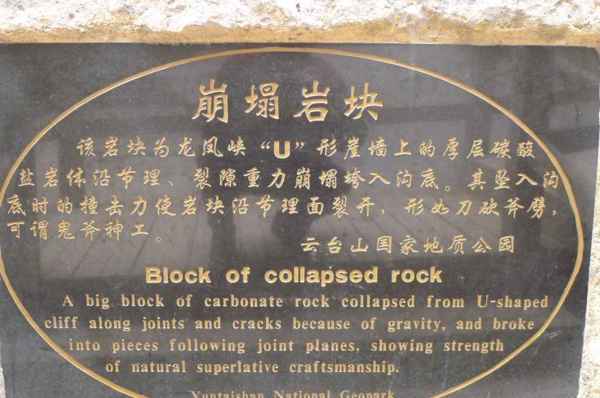 崩塌岩块
该岩块为龙凤峡“U”形崖墙上的厚层碳酸
盐岩体沿节理、裂隙重力崩塌垮入沟底。其坠入沟
底时的撞击力使岩块沿节理面裂开，形如刀砍斧劈，
可谓鬼斧神工。
云台山国家地质公园
Block of collapsed rock
A big block of carbonate rock collapsed from U-shaped
cliff along joints and cracks because of gravity, and broke
into pieces following joint planes, showing strength
of natural superlative craftsmanship.
Yuntaishan National Geopark